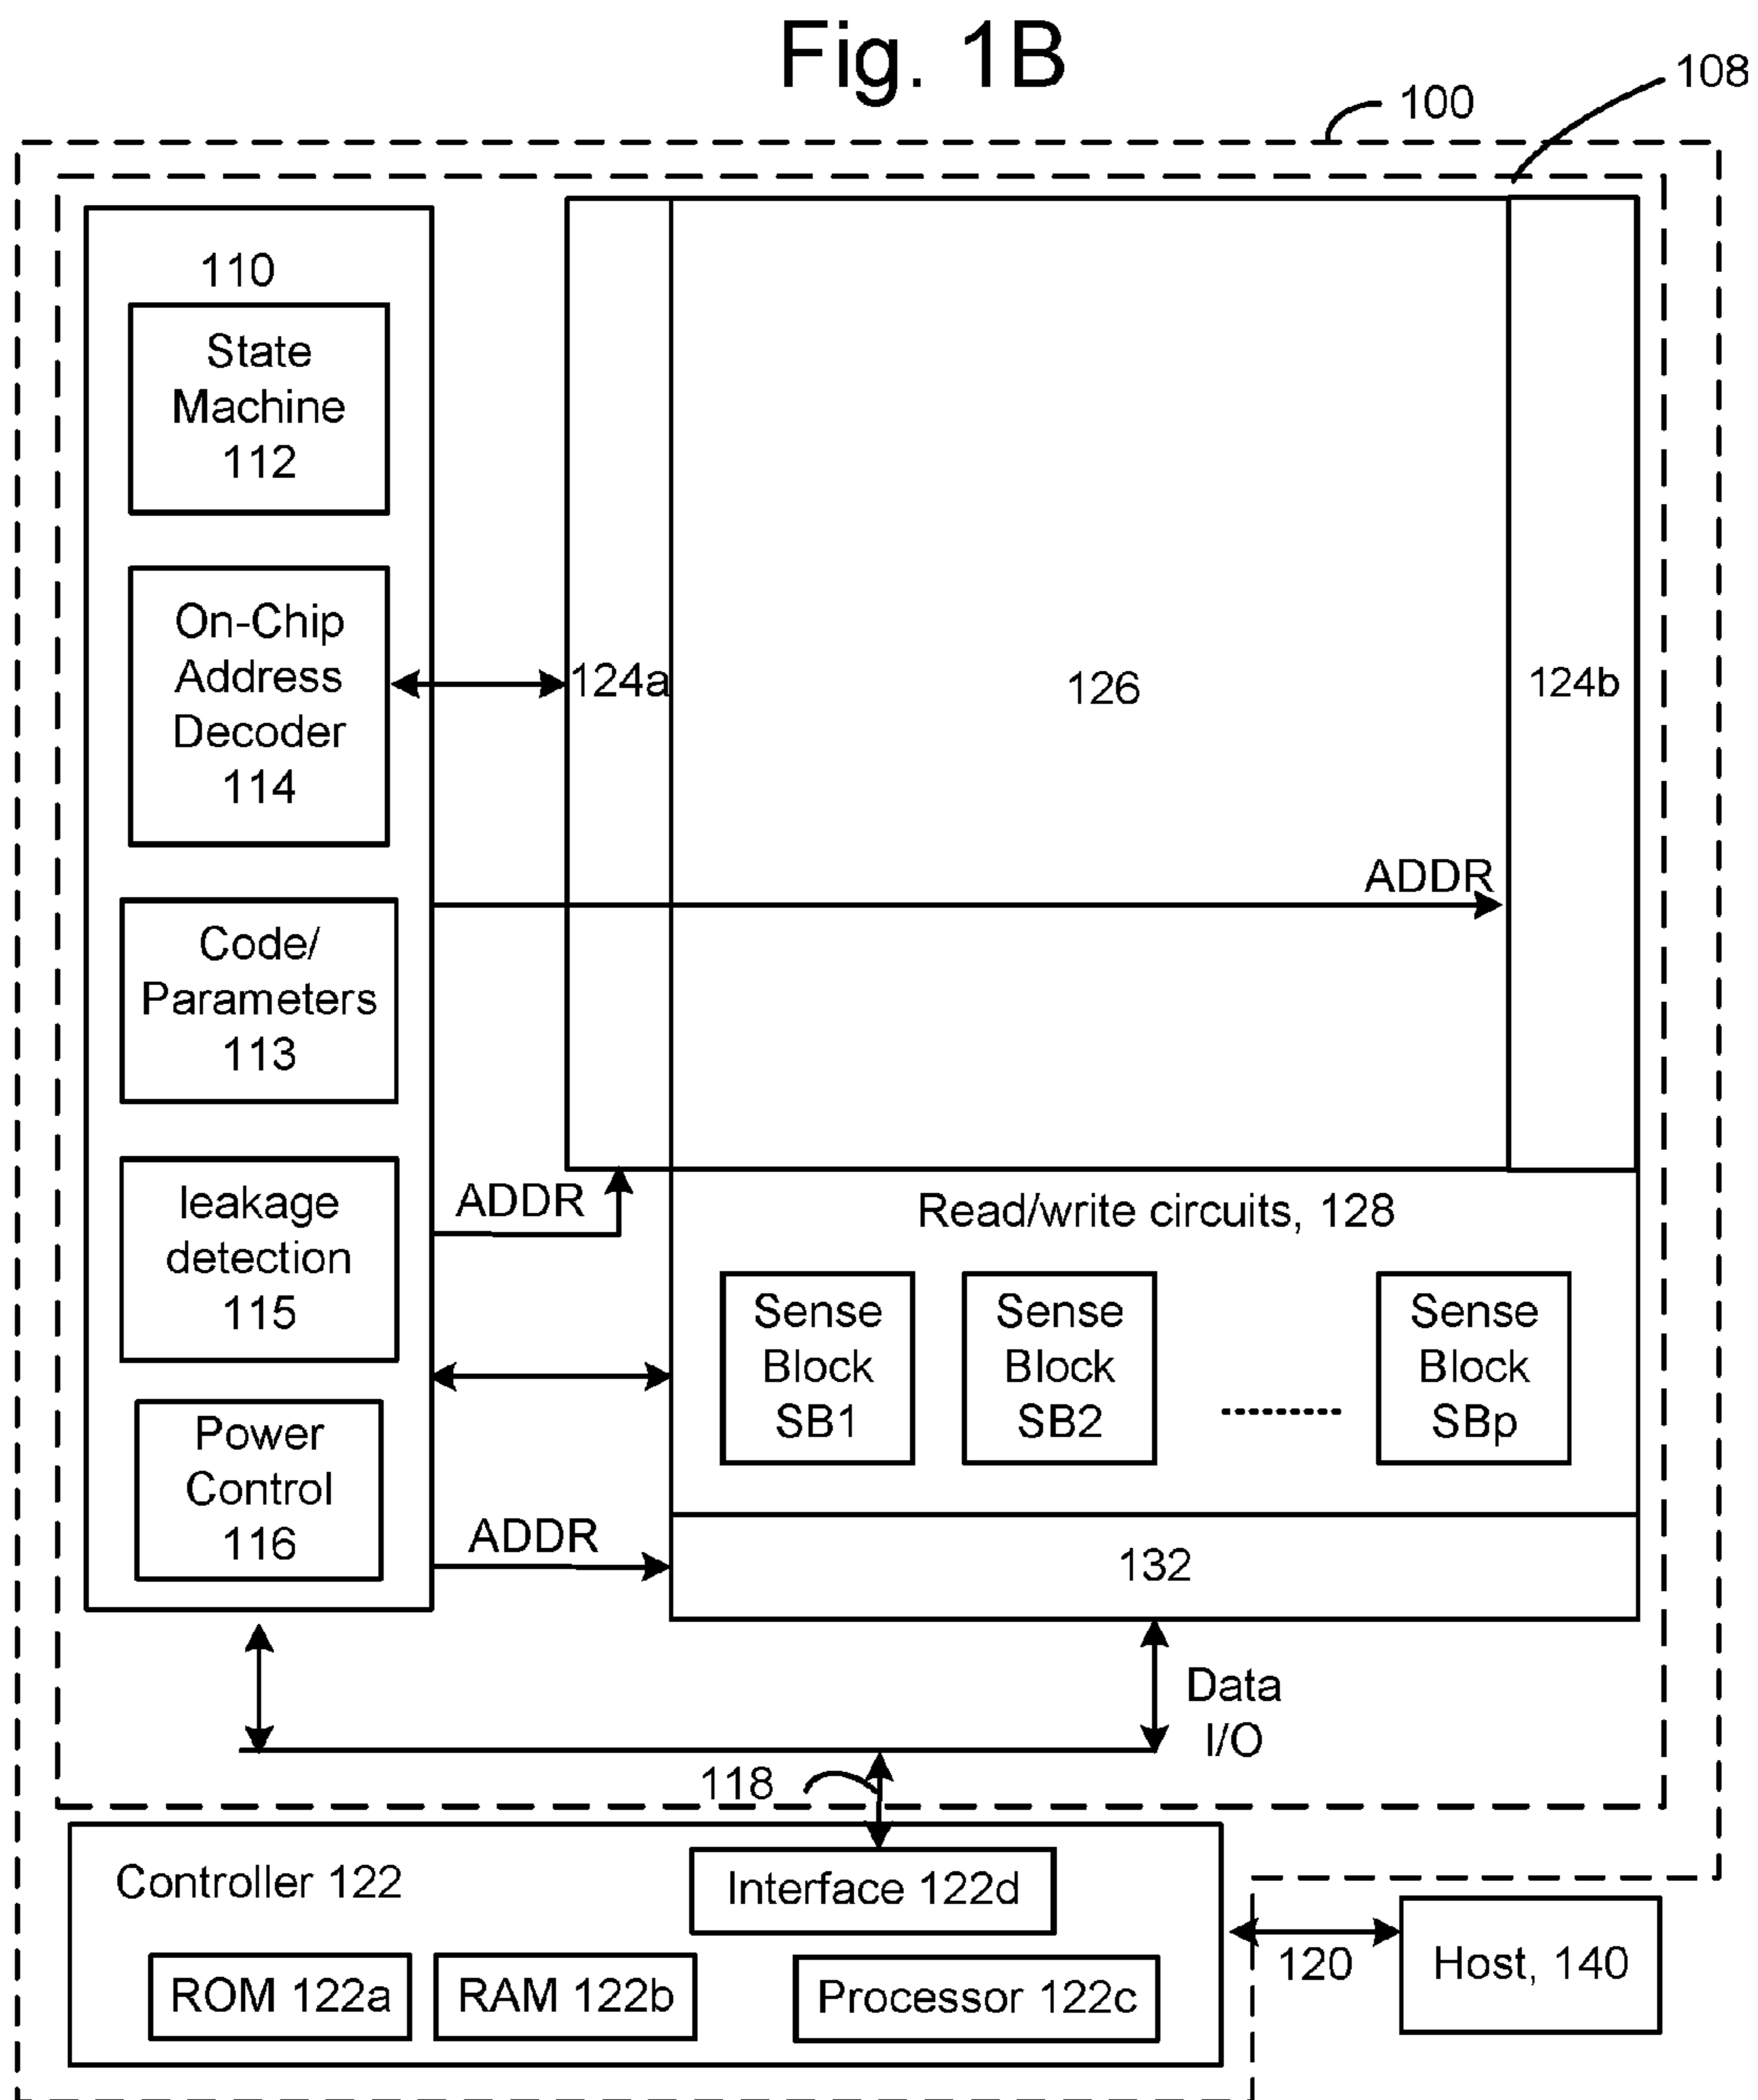 Fig. 1B
108
100
110
State
Machine
112
On-Chip
Address
Decoder
114
124a
126
124b
ADDR
Code/
Parameters
113
leakage
detection
115
ADDR
Read/write circuits, 128
Sense
Block
SB1
Sense
Block
SB2
.........
Sense
Block
SBp
Power
Control
116
ADDR
132
Data
I/O
118
Controller 122
Interface 122d
ROM 122a
RAM 122b
Processor 122c
120
Host, 140